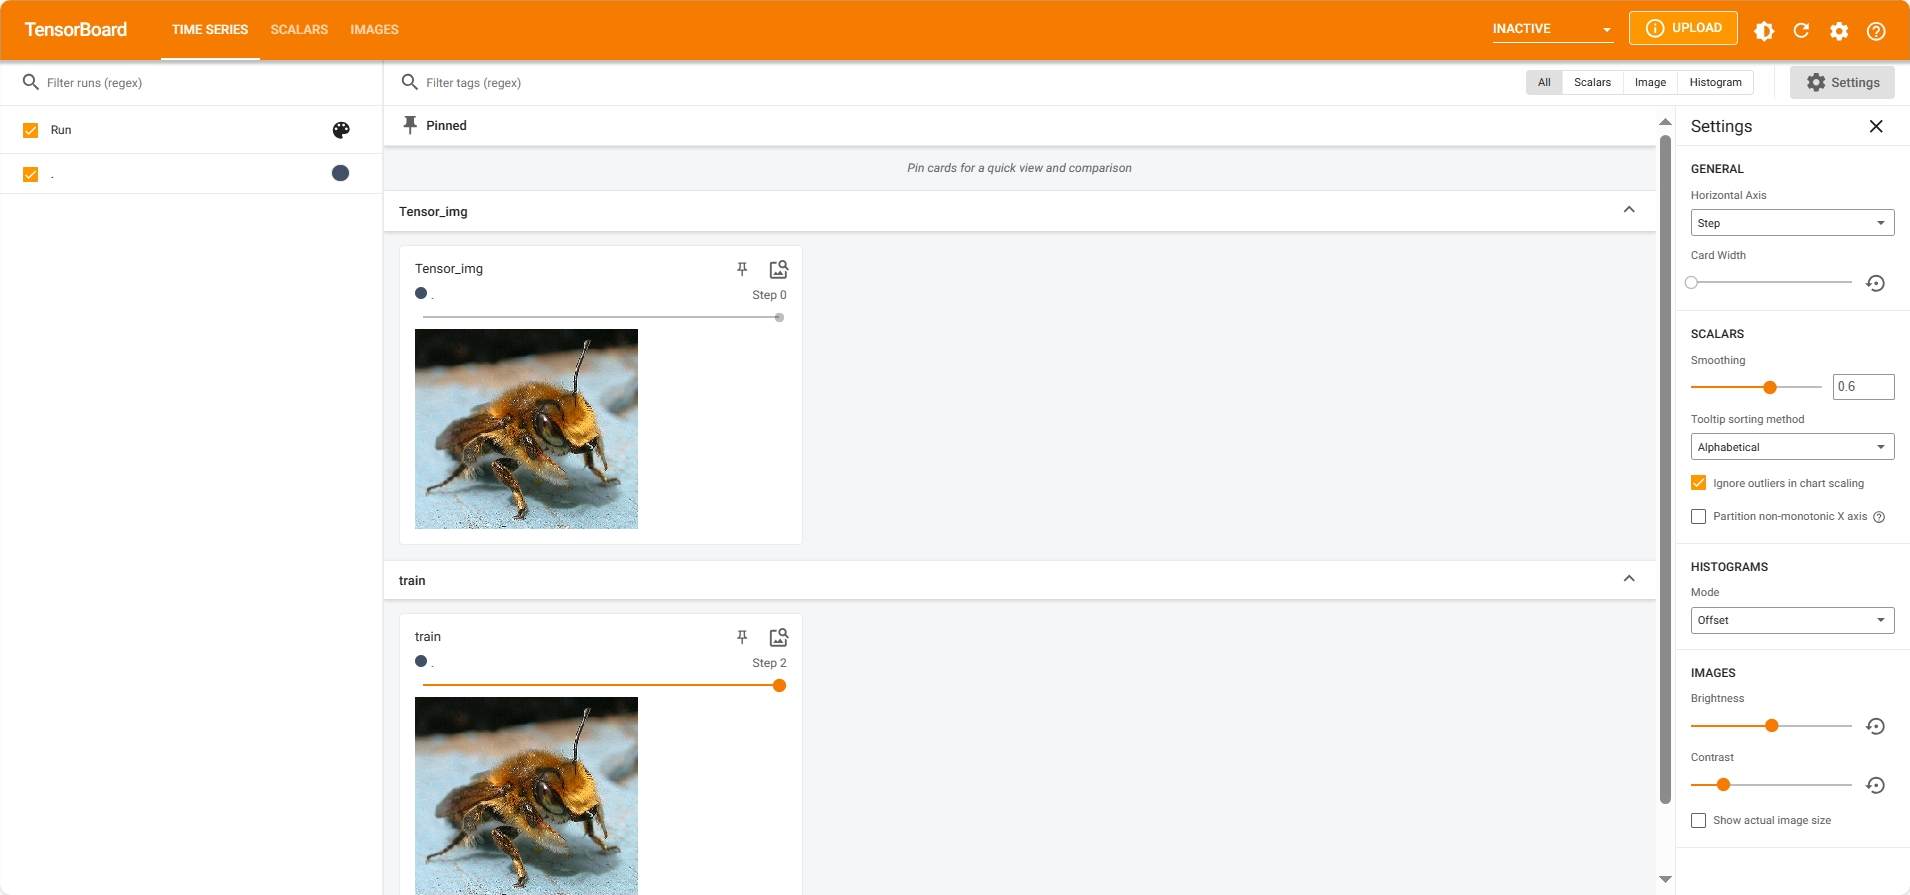 TensorBoard
TIME SERIES
SCALARS
IMAGES
INACTIVE
UPLOAD
Filter runs (regex)
Filter tags (regex)
All
Scalars
Image
Histogram
Settings
Run
.
Pinned
Pin cards for a quick view and comparison
Tensor_img
Tensor_img
.
Step 0
train
train
.
Step 2
Settings
GENERAL
Horizontal Axis
Step
Card Width
SCALARS
Smoothing
0.6
Tooltip sorting method
Alphabetical
Ignore outliers in chart scaling
Partition non-monotonic X axis
HISTOGRAMS
Mode
Offset
IMAGES
Brightness
Contrast
Show actual image size